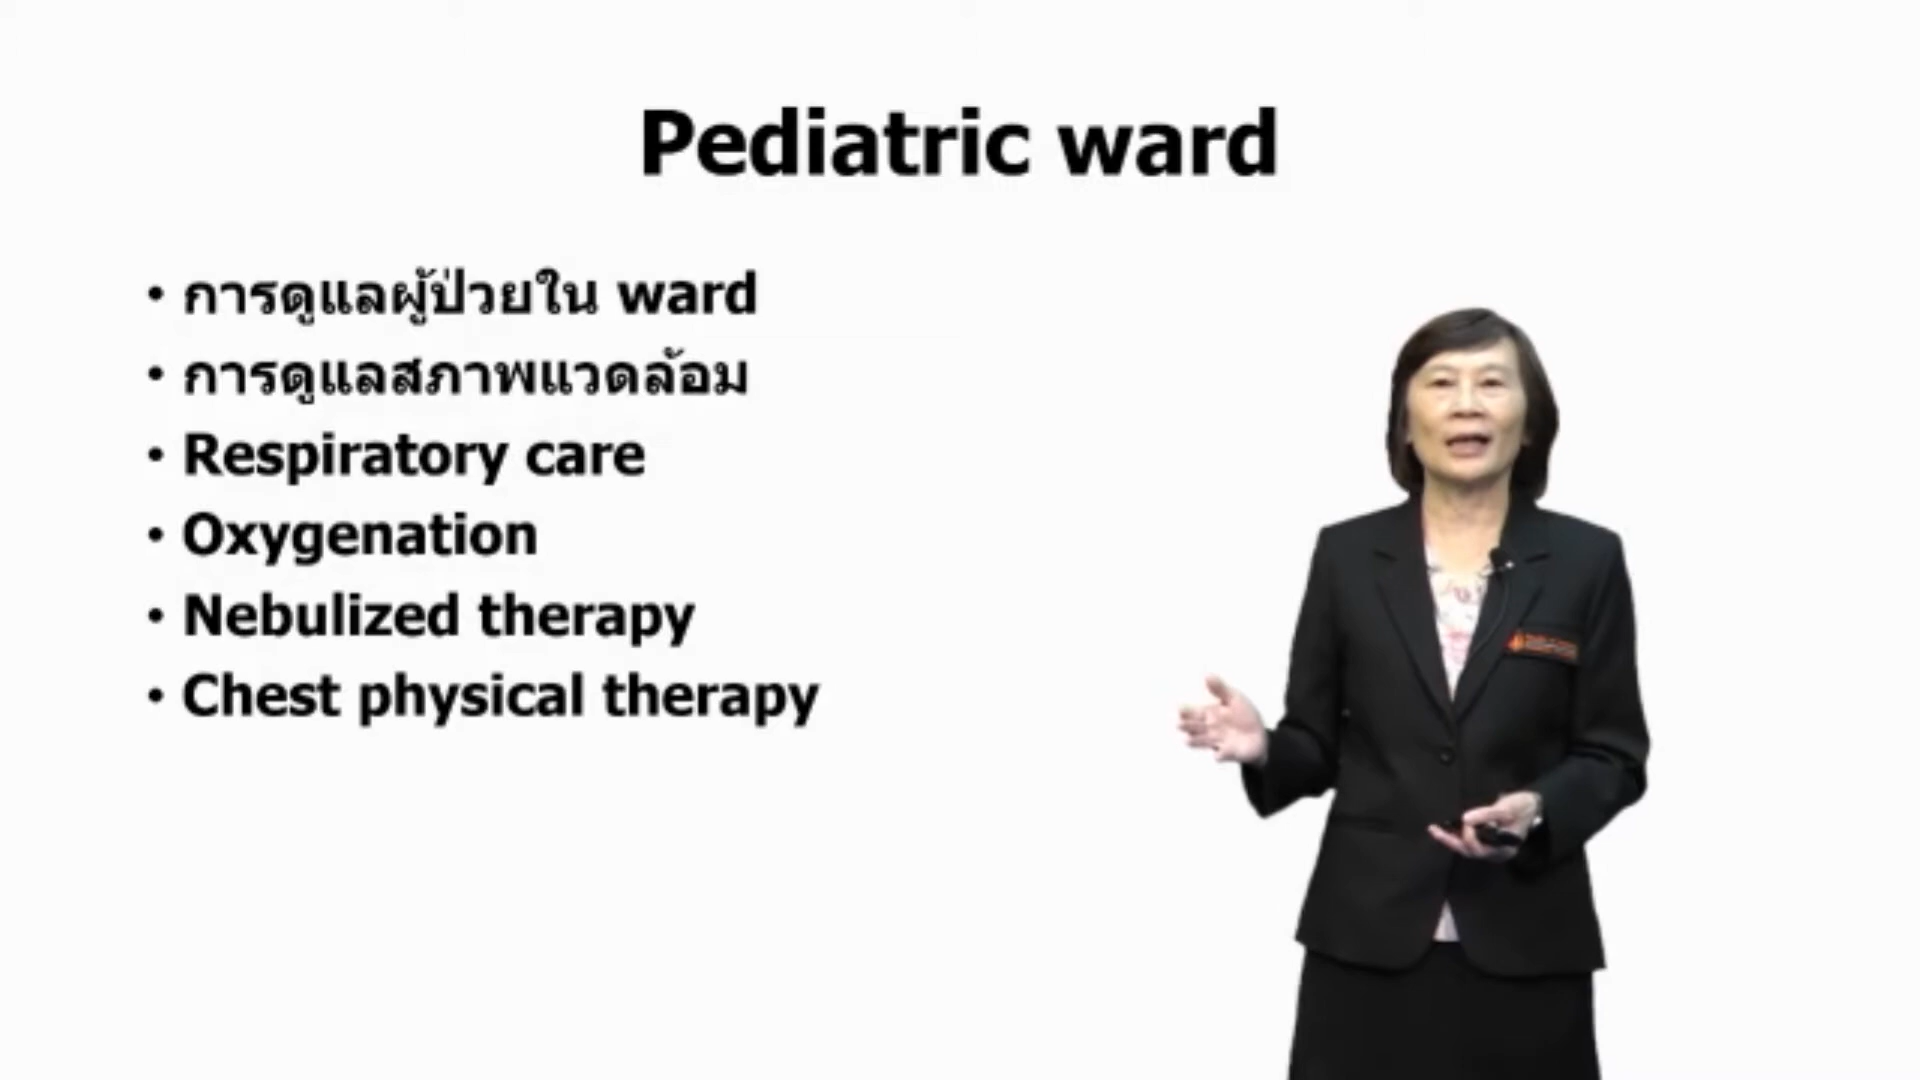 Pediatric ward
• การดูแลผู้ป่วยใน ward
• การดูแลสภาพแวดล้อม
• Respiratory care
• Oxygenation
• Nebulized therapy
• Chest physical therapy